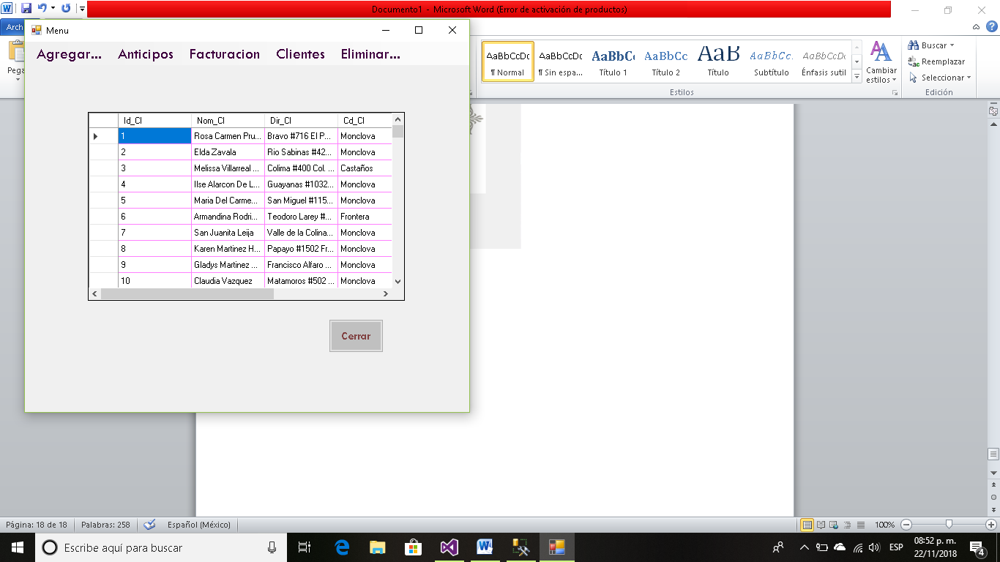 Documento1 - Microsoft Word (Error de activación de productos)
Archi
Menu
Agregar... Anticipos Facturacion Clientes Eliminar...
Pega
AaBbCcDc AaBbCcDc AaBbC( AaBbCc AaB AaBbCc. AaBbCcDc
¶ Normal ¶ Sin espa... Título 1 Título 2 Título Subtítulo Énfasis sutil
Cambiar estilos
Buscar
Reemplazar
Seleccionar
Estilos Edición
Id_Cl Nom_Cl Dir_Cl Cd_Cl
1 Rosa Carmen Pru... Bravo #716 El P... Monclova
2 Elda Zavala Rio Sabinas #42... Monclova
3 Melissa Villarreal ... Colima #400 Col. ... Castaños
4 Ilse Alarcon De L... Guayanas #1032... Monclova
5 Maria Del Carme... San Miguel #115... Monclova
6 Armandina Rodri... Teodoro Larey #... Frontera
7 San Juanita Leija Valle de la Colina... Monclova
8 Karen Martinez H... Papayo #1502 Fr... Monclova
9 Gladys Martinez ... Francisco Alfaro ... Monclova
10 Claudia Vazquez Matamoros #502 ... Monclova
Cerrar
Página: 18 de 18 Palabras: 258 Español (México) 100%
Escribe aquí para buscar
ESP
08:52 p. m.
22/11/2018
4